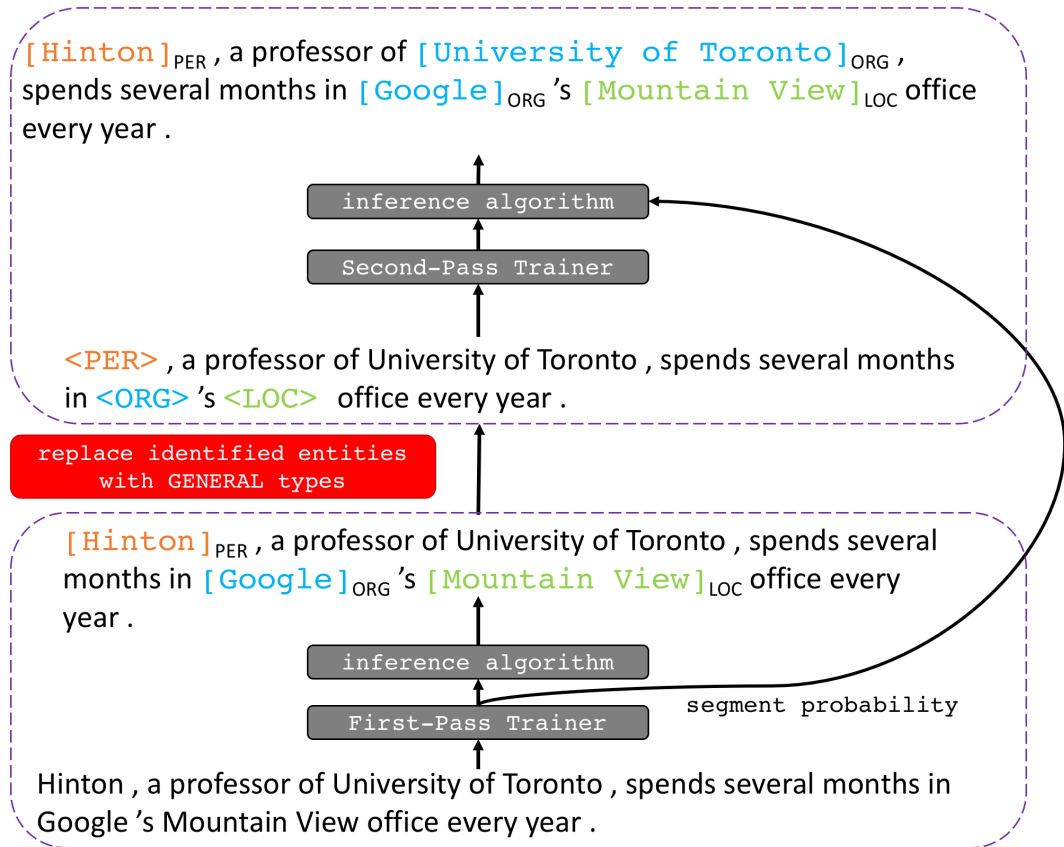 [Hinton]PER , a professor of [University of Toronto]ORG ,
spends several months in [Google]ORG ’s [Mountain View]LOC office
every year .
inference algorithm
Second-Pass Trainer
<PER> , a professor of University of Toronto , spends several months
in <ORG> ’s <LOC> office every year .
replace identified entities
with GENERAL types
[Hinton]PER , a professor of University of Toronto , spends several
months in [Google]ORG ’s [Mountain View]LOC office every
year .
inference algorithm
segment probability
First-Pass Trainer
Hinton , a professor of University of Toronto , spends several months in
Google ’s Mountain View office every year .